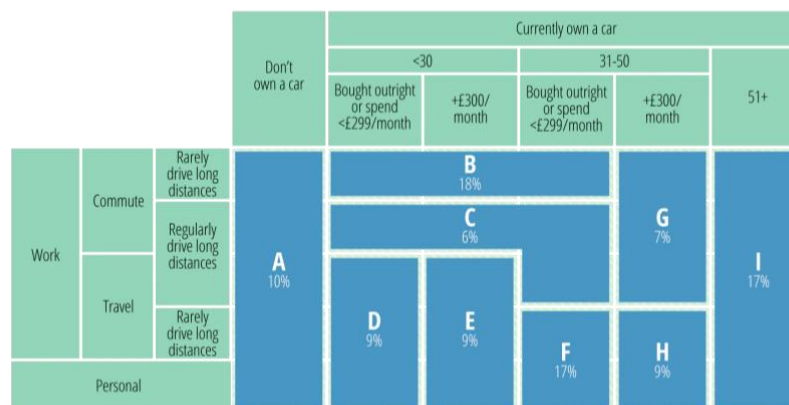 Currently own a car
Don't
own a car
<30
31-50
51+
Bought outright
or spend
<£299/month
+£300/
month
Bought outright
or spend
<£299/month
+£300/
month
Work
Commute
Rarely
drive long
distances
Regularly
drive long
distances
Travel
Rarely
drive long
distances
Personal
A
10%
B
18%
C
6%
D
9%
E
9%
F
17%
G
7%
H
9%
I
17%